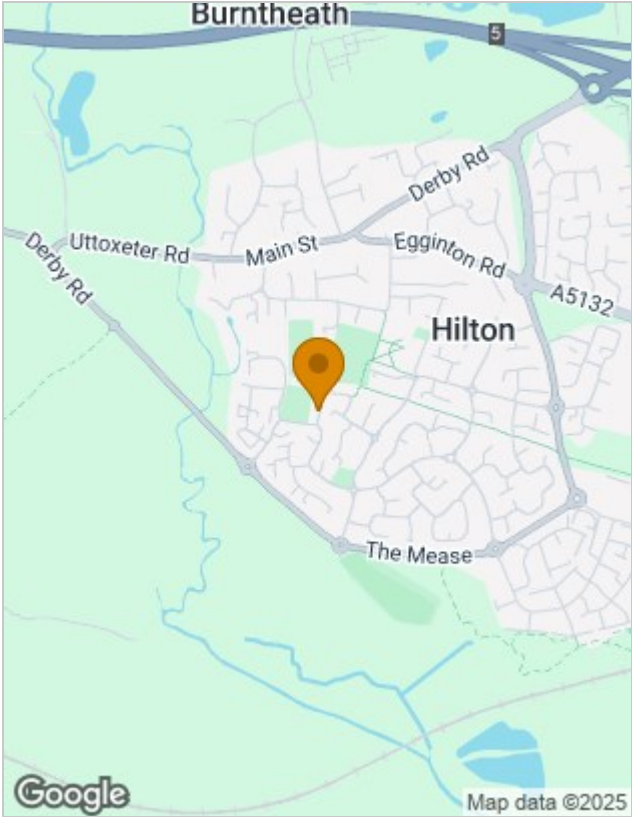 Burntheath
5
Derby Rd
Uttoxeter Rd
Main St
Egginton Rd
Derby Rd
A5132
Hilton
The Mease
Google
Map data ©2025